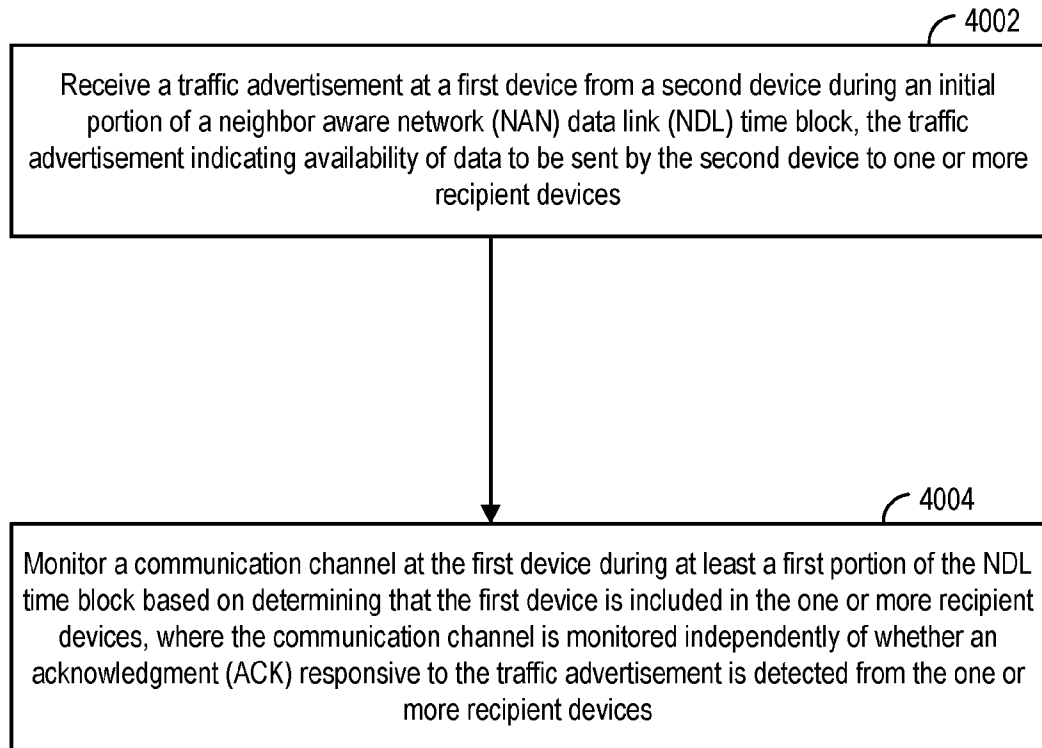 4002
Receive a traffic advertisement at a first device from a second device during an initial
portion of a neighbor aware network (NAN) data link (NDL) time block, the traffic
advertisement indicating availability of data to be sent by the second device to one or more
recipient devices
4004
Monitor a communication channel at the first device during at least a first portion of the NDL
time block based on determining that the first device is included in the one or more recipient
devices, where the communication channel is monitored independently of whether an
acknowledgment (ACK) responsive to the traffic advertisement is detected from the one or
more recipient devices